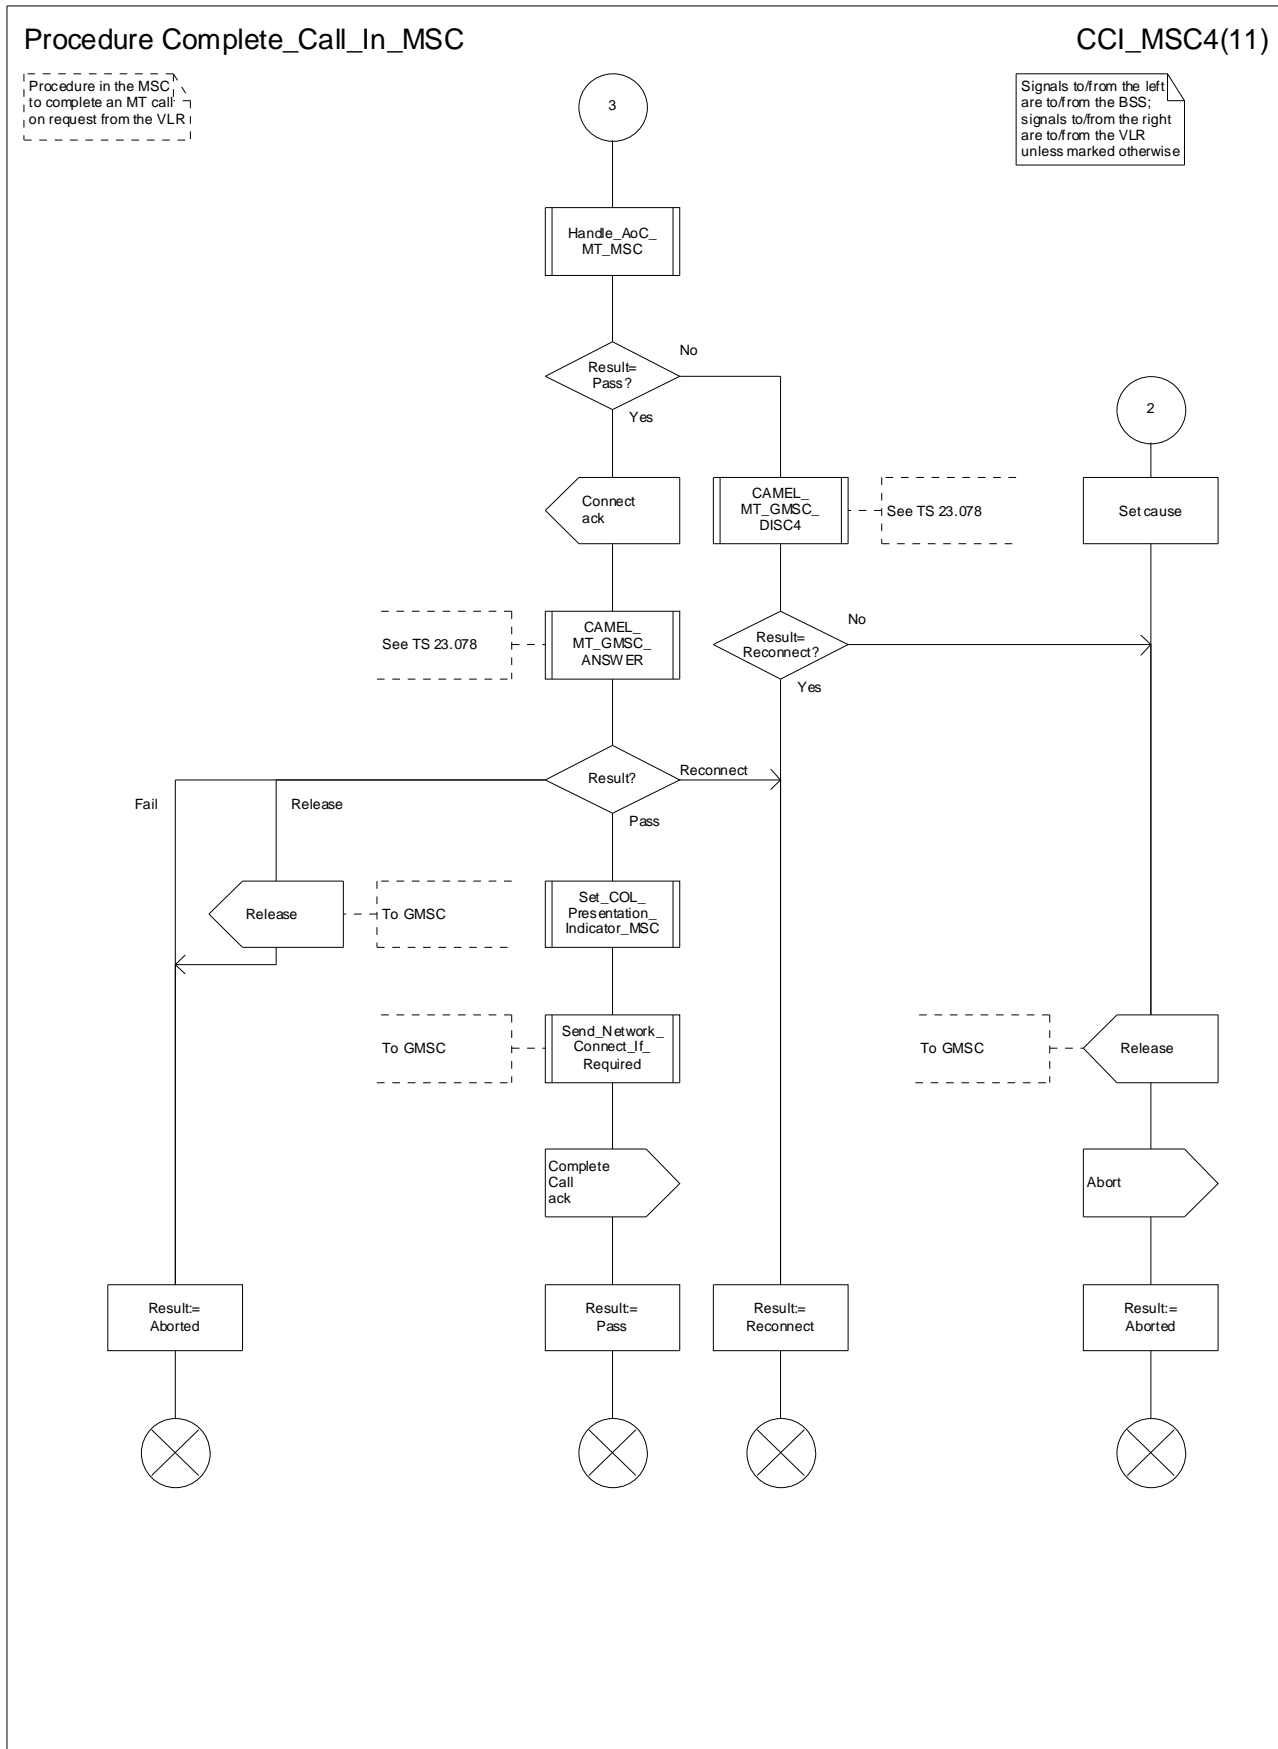 Procedure Complete_Call_In_MSC
CCI_MSC4(11)
Procedure in the MSC
to complete an MT call
on request from the VLR
Signals to/from the left
are to/from the BSS;
signals to/from the right
are to/from the VLR
unless marked otherwise
3
Handle_AoC_
MT_MSC
Result=
Pass?
No
Yes
2
Connect
ack
CAMEL_
MT_GMSC_
DISC4
See TS 23.078
Set cause
See TS 23.078
CAMEL_
MT_GMSC_
ANSWER
Result=
Reconnect?
No
Yes
Result?
Reconnect
Fail
Release
Pass
Release
To GMSC
Set_COL_
Presentation_
Indicator_MSC
To GMSC
Send_Network_
Connect_If_
Required
To GMSC
Release
Complete
Call
ack
Abort
Result:=
Aborted
Result:=
Pass
Result:=
Reconnect
Result:=
Aborted